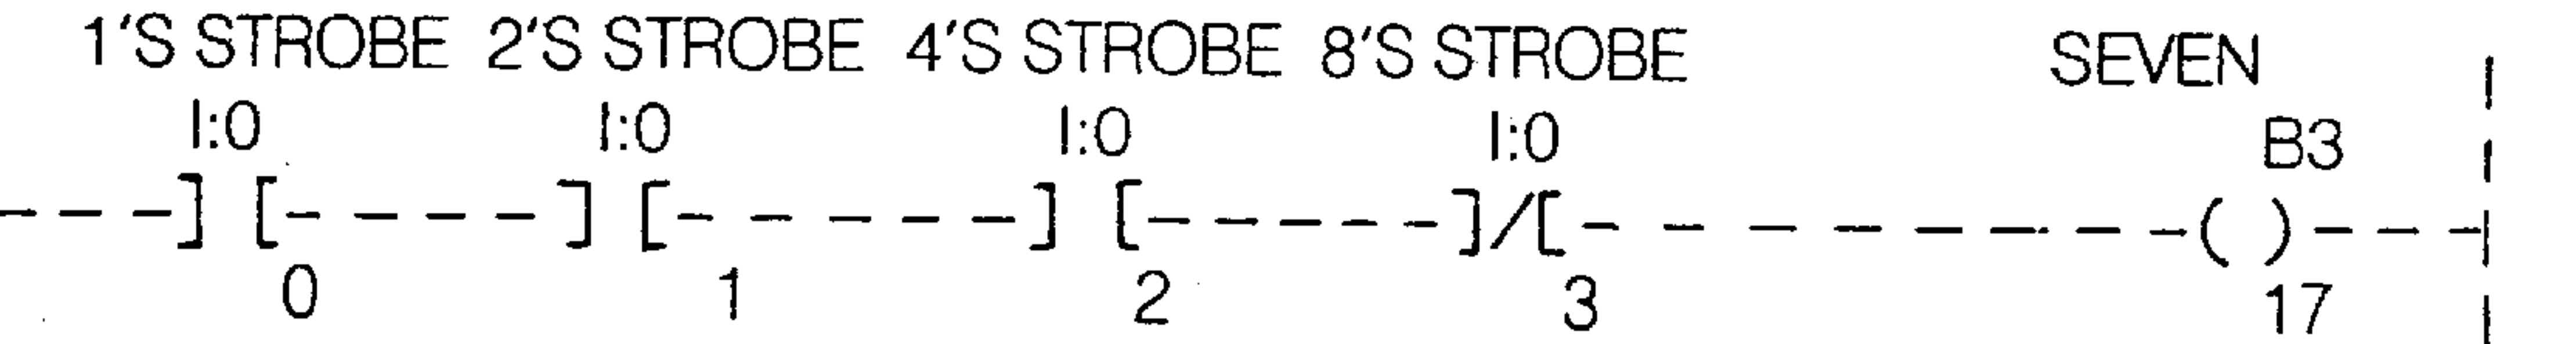 1'S STROBE 2'S STROBE 4'S STROBE 8'S STROBE SEVEN
I:0 I:0 I:0 I:0 B3
] [ ] [ ] [ ]/[ ( )
0 1 2 3 17